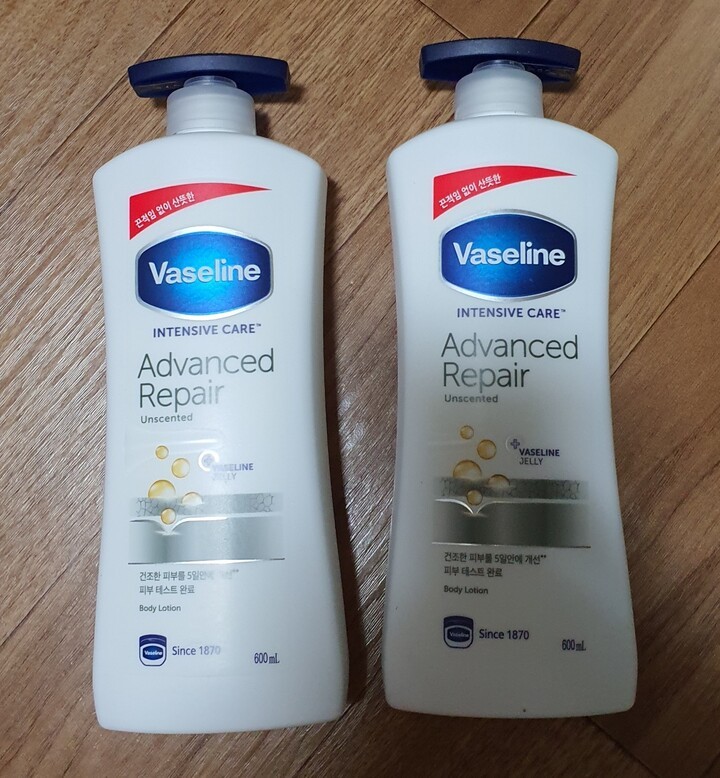 끈적임 없이 산뜻한
Vaseline
INTENSIVE CARE™
Advanced
Repair
Unscented
VASELINE
JELLY
건조한 피부를 5일만에
피부 테스트 완료
Body Lotion
Vaseline
Since 1870
600 mL
끈적임 없이 산뜻한
Vaseline
INTENSIVE CARE™
Advanced
Repair
Unscented
VASELINE
JELLY
건조한 피부를 5일만에 개선**
피부 테스트 완료
Body Lotion
Vaseline
Since 1870
600 mL